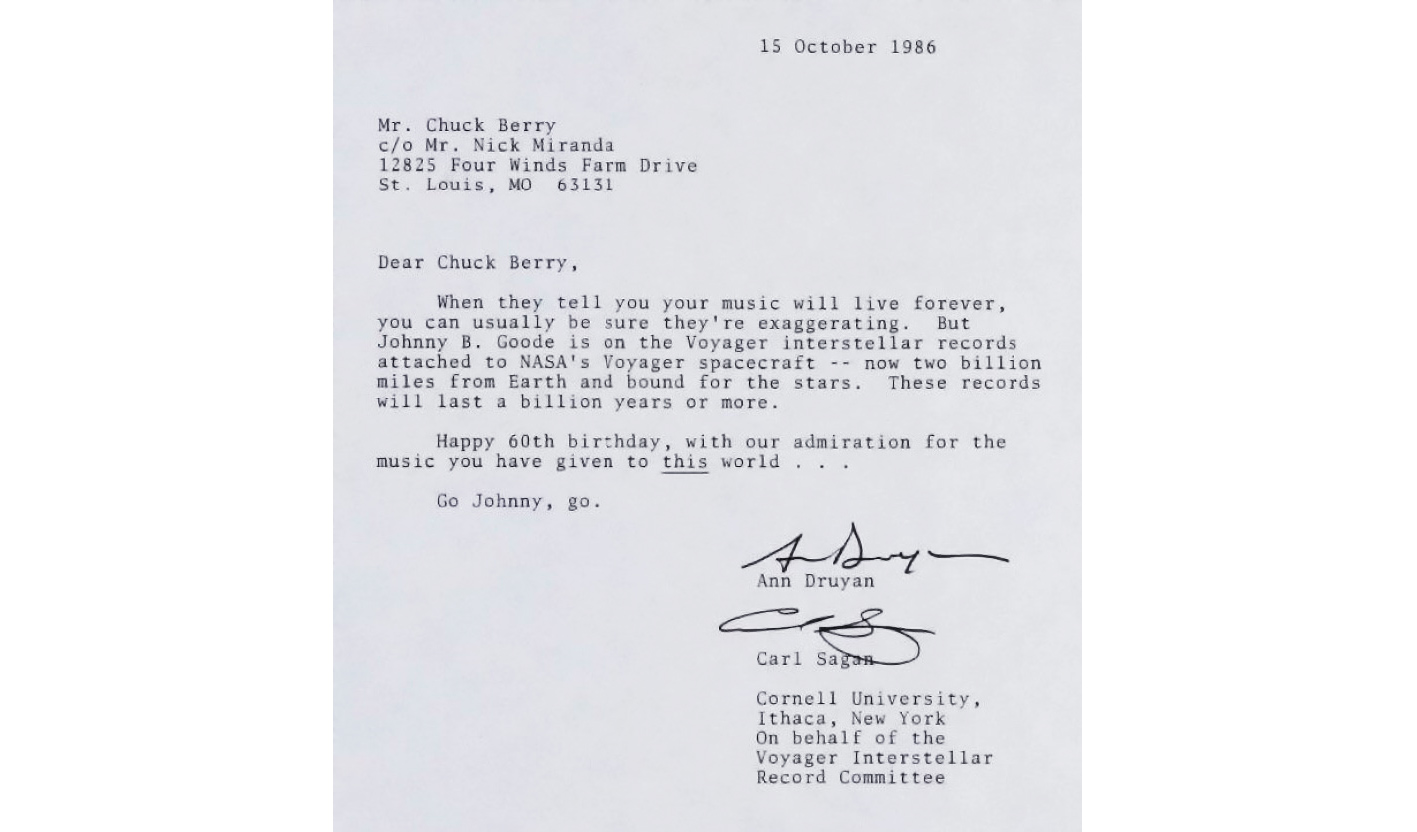 15 October 1986
Mr. Chuck Berry
c/o Mr. Nick Miranda
12825 Four Winds Farm Drive
St. Louis, MO  63131
Dear Chuck Berry,
When they tell you your music will live forever,
you can usually be sure they're exaggerating.  But
Johnny B. Goode is on the Voyager interstellar records
attached to NASA's Voyager spacecraft -- now two billion
miles from Earth and bound for the stars.  These records
will last a billion years or more.
Happy 60th birthday, with our admiration for the
music you have given to this world . . .
Go Johnny, go.
Ann Druyan
Carl Sagan
Cornell University,
Ithaca, New York
On behalf of the
Voyager Interstellar
Record Committee